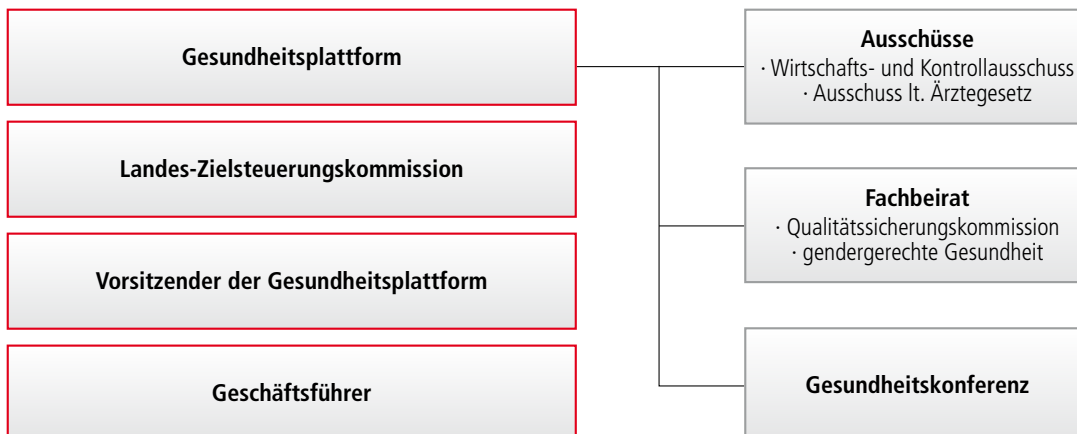 Gesundheitsplattform
Landes-Zielsteuerungskommission
Vorsitzender der Gesundheitsplattform
Geschäftsführer
Ausschüsse
· Wirtschafts- und Kontrollausschuss
· Ausschuss lt. Ärztegesetz
Fachbeirat
· Qualitätssicherungskommission
· gendergerechte Gesundheit
Gesundheitskonferenz